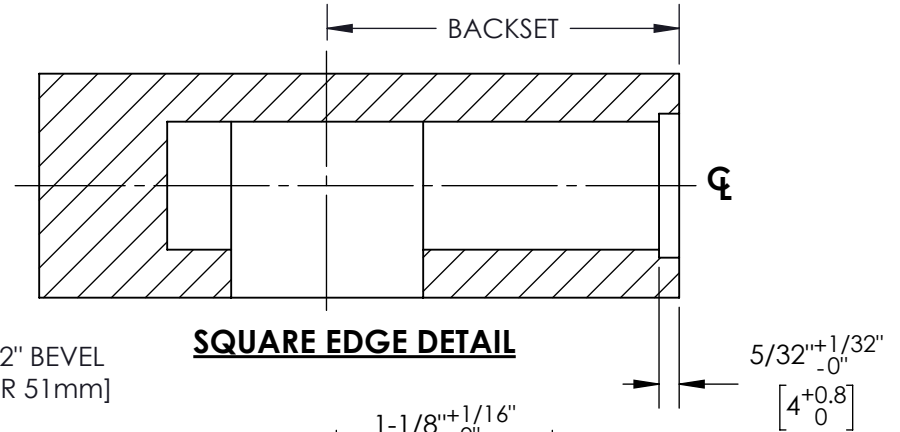 BACKSET
℄
SQUARE EDGE DETAIL
2" BEVEL
R 51mm]
5/32" +1/32" -0"
[4 +0.8 0]
1-1/8" +1/16"